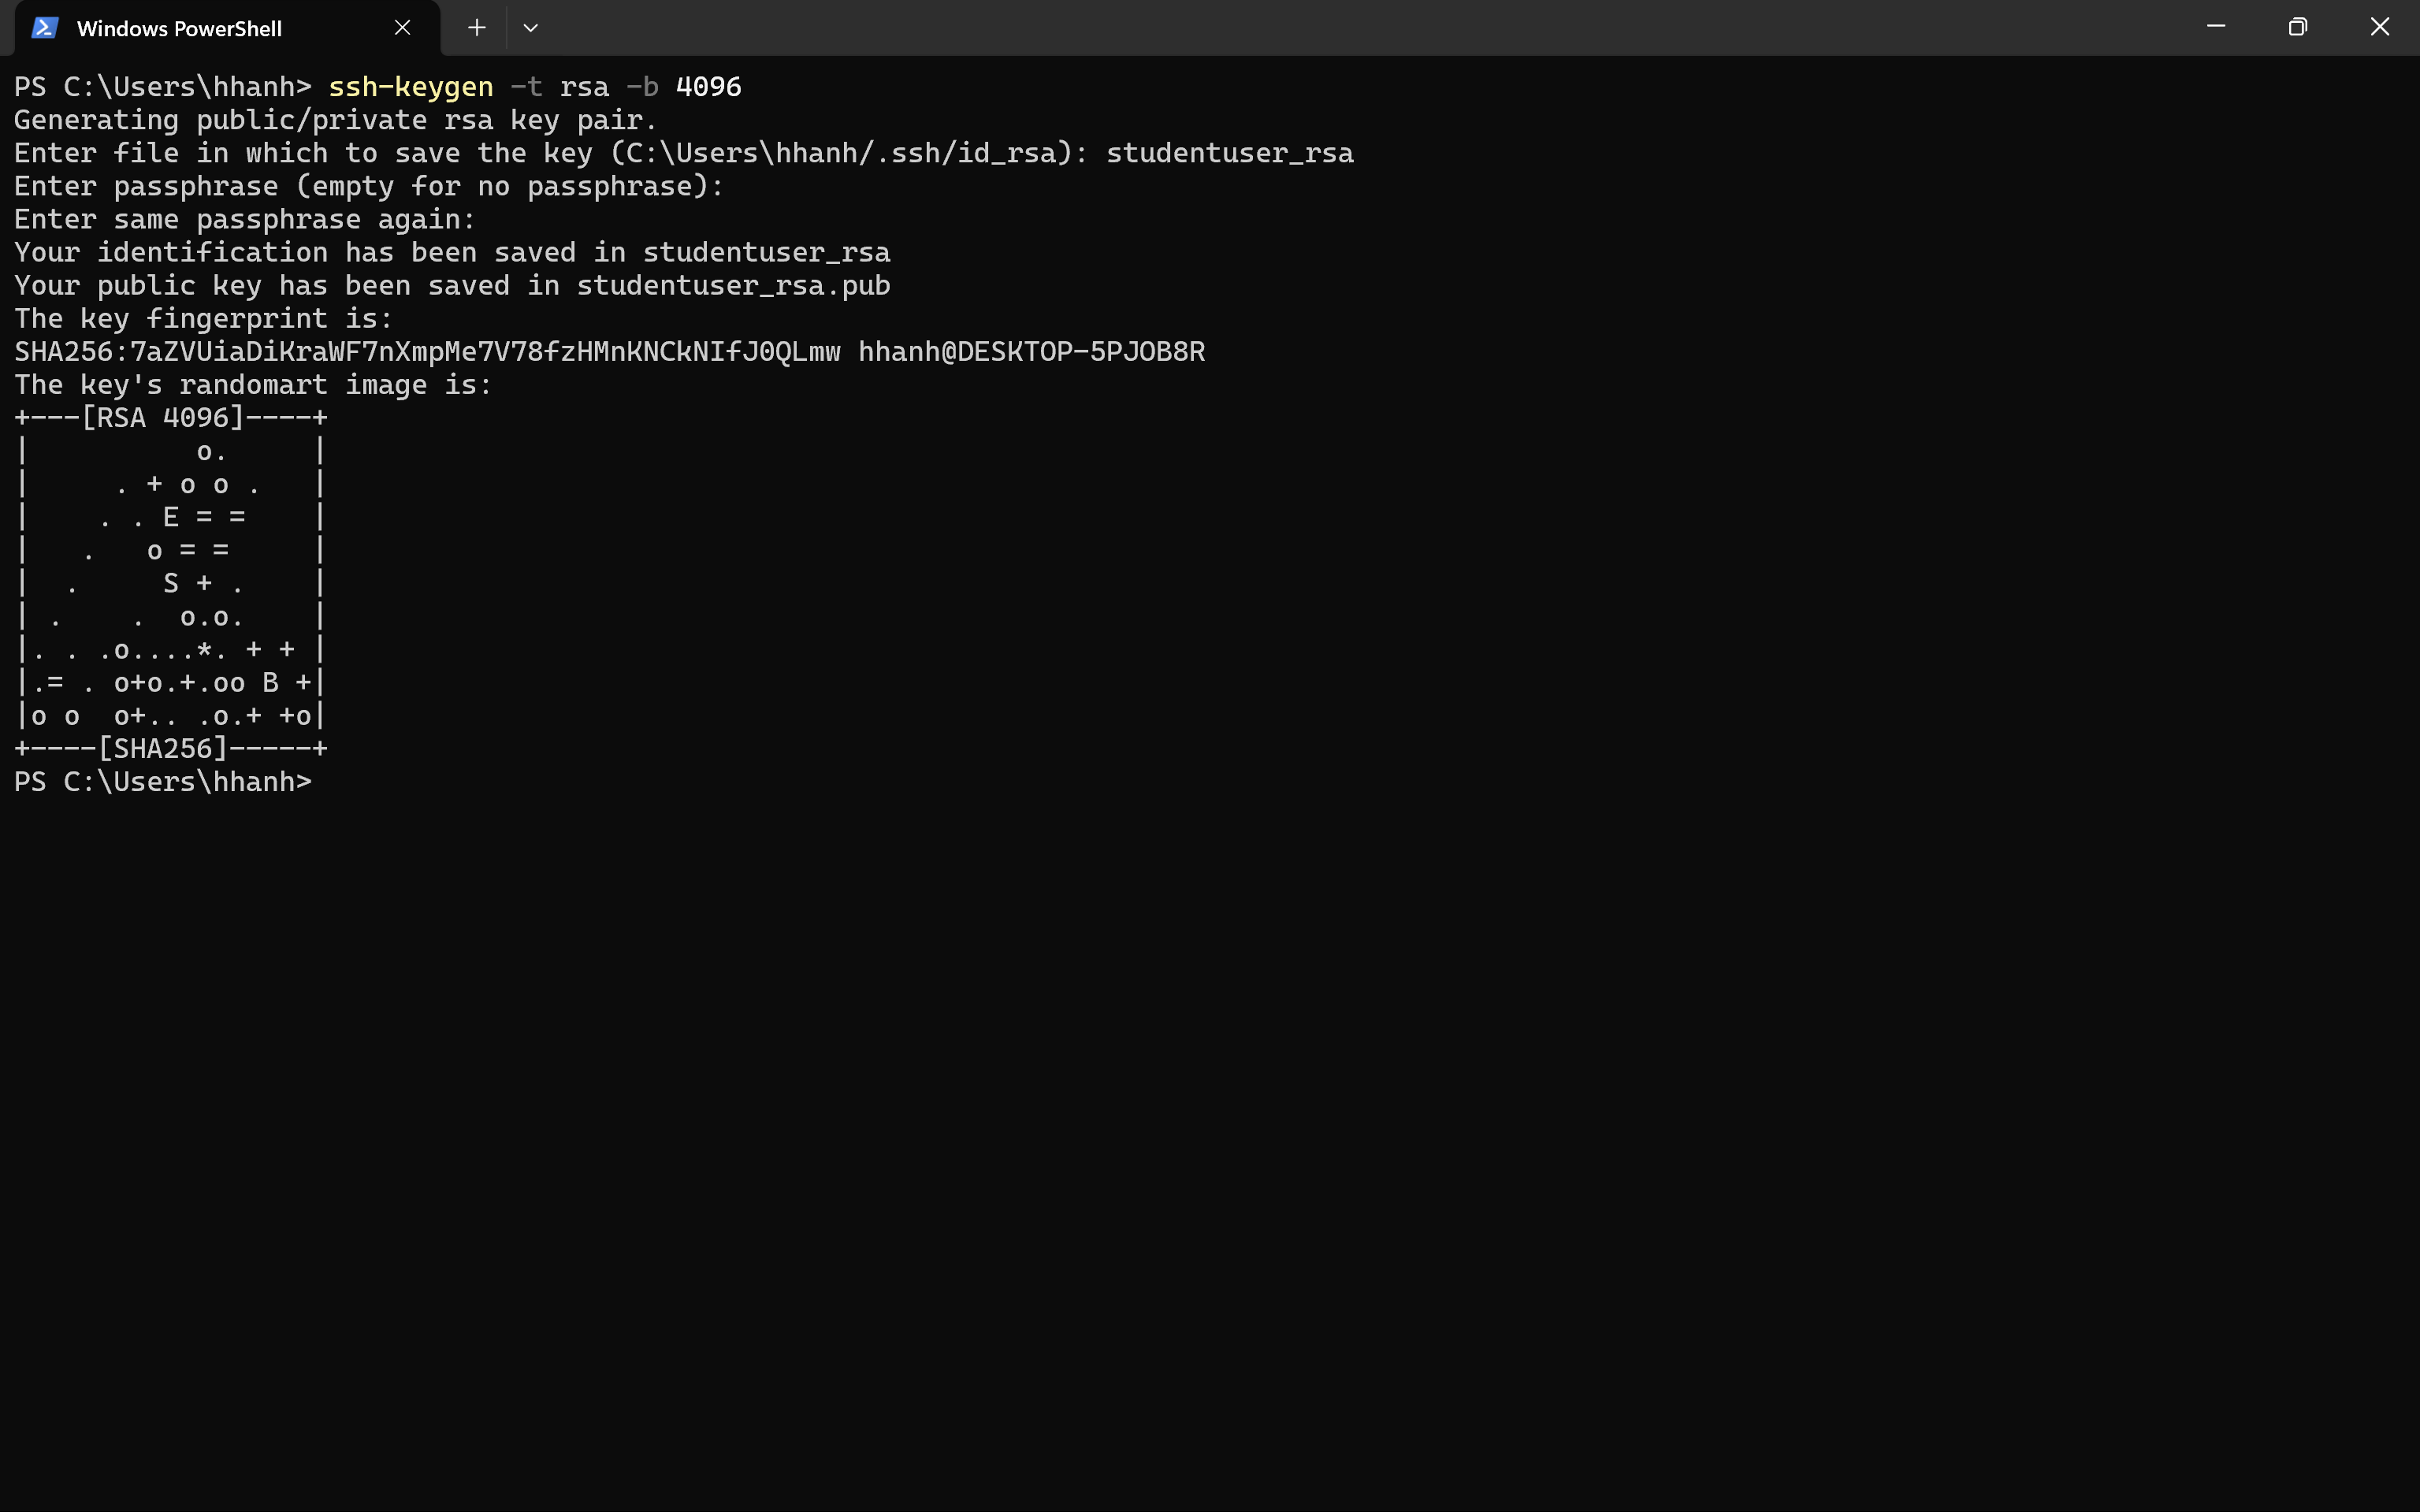 Windows PowerShell
PS C:\Users\hhanh> ssh-keygen -t rsa -b 4096
Generating public/private rsa key pair.
Enter file in which to save the key (C:\Users\hhanh/.ssh/id_rsa): studentuser_rsa
Enter passphrase (empty for no passphrase):
Enter same passphrase again:
Your identification has been saved in studentuser_rsa
Your public key has been saved in studentuser_rsa.pub
The key fingerprint is:
SHA256:7aZVUiaDiKraWF7nXmpMe7V78fzHMnKNCkNIfJ0QLmw hhanh@DESKTOP-5PJOB8R
The key's randomart image is:
+---[RSA 4096]----+
|          o.     |
|     . + o o .   |
|    . . E = =    |
|   .   o = =     |
|  .     S + .    |
| .    .  o.o.    |
|. . .o....*. + + |
|.= . o+o.+.oo B +|
|o o  o+.. .o.+ +o|
+----[SHA256]-----+
PS C:\Users\hhanh>